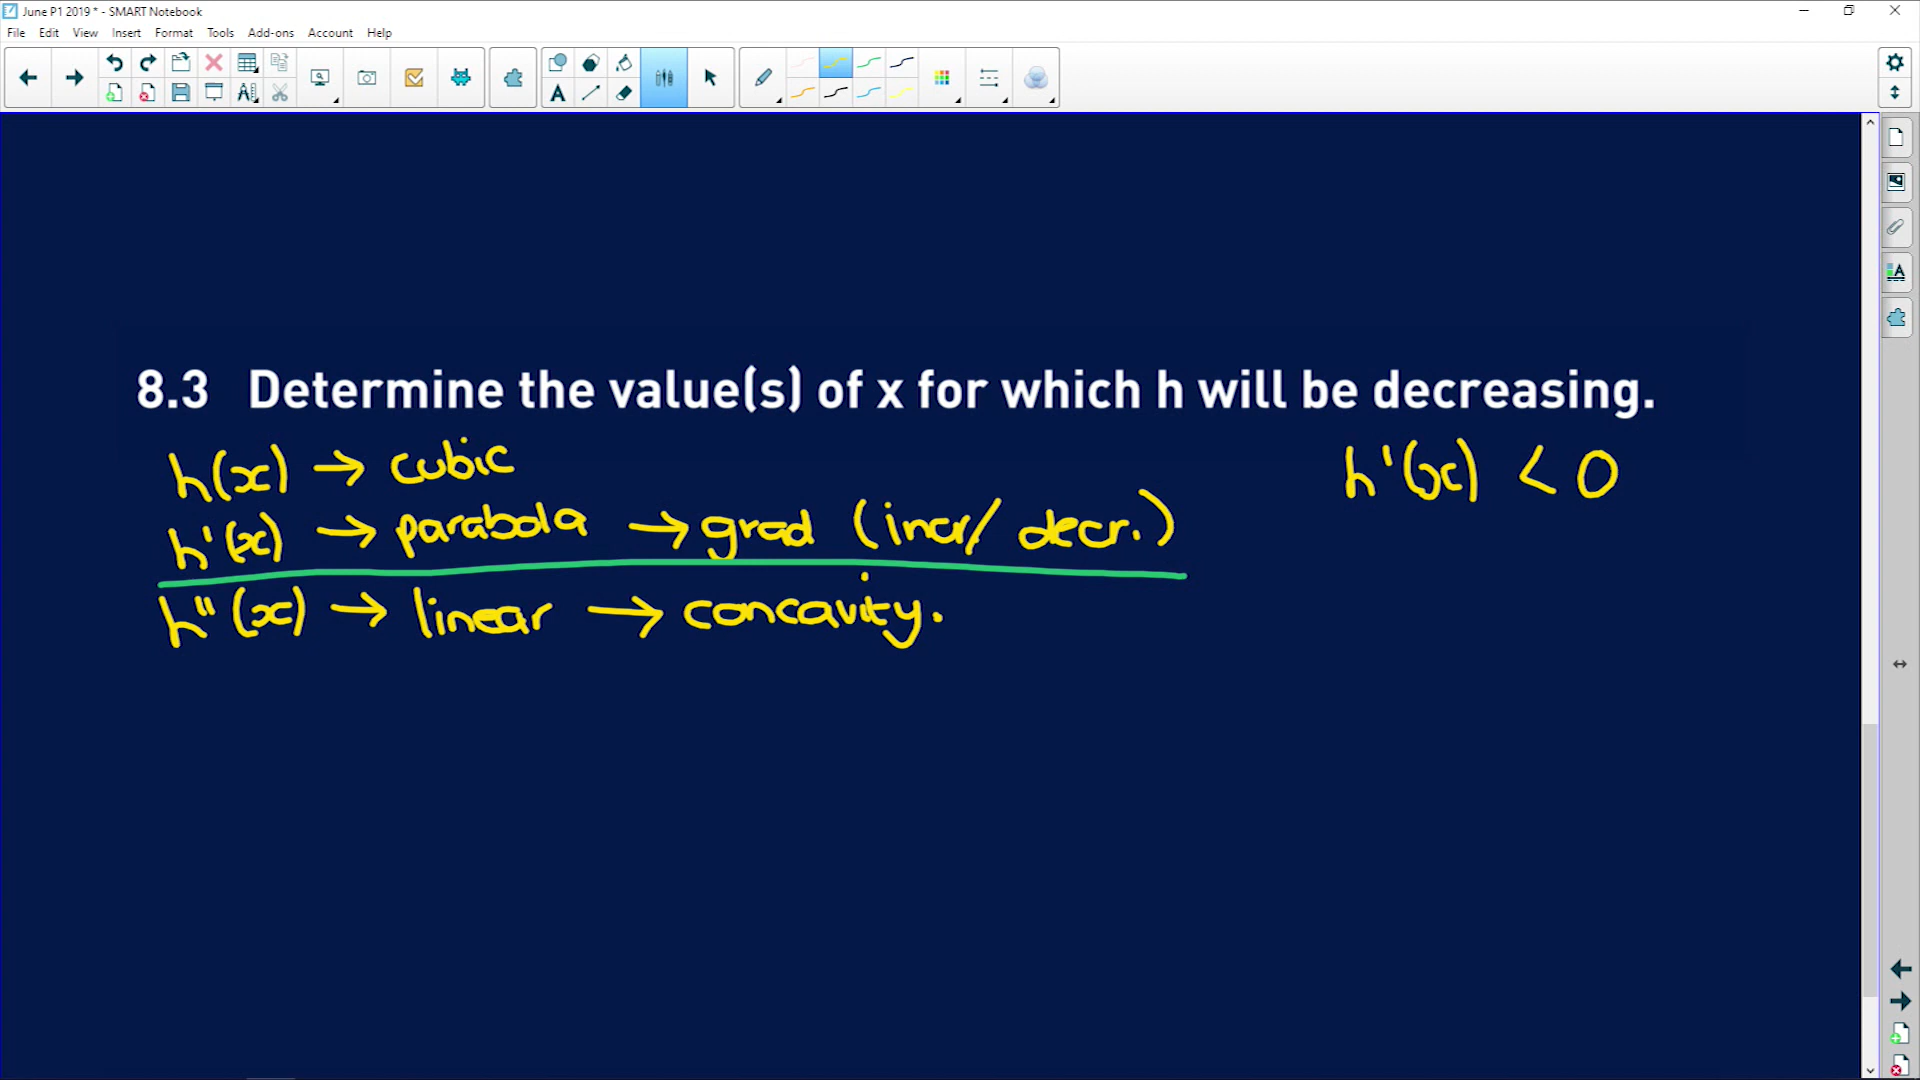 June P1 2019 * - SMART Notebook
File Edit View Insert Format Tools Add-ons Account Help
8.3 Determine the value(s) of x for which h will be decreasing.
h(x) → cubic
h'(x) < 0
h'(x) → parabola → grad (incr/ decr.)
h"(x) → linear → concavity.